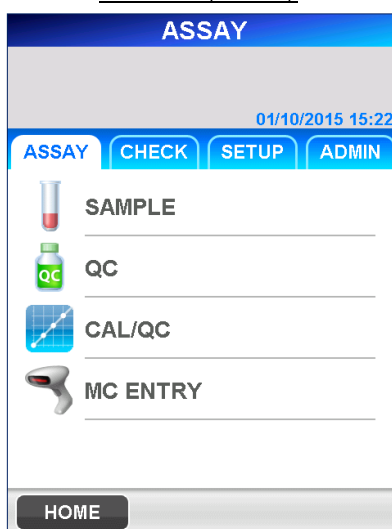 ASSAY
01/10/2015 15:22
ASSAY CHECK SETUP ADMIN
SAMPLE
QC
QC
CAL/QC
MC ENTRY
HOME